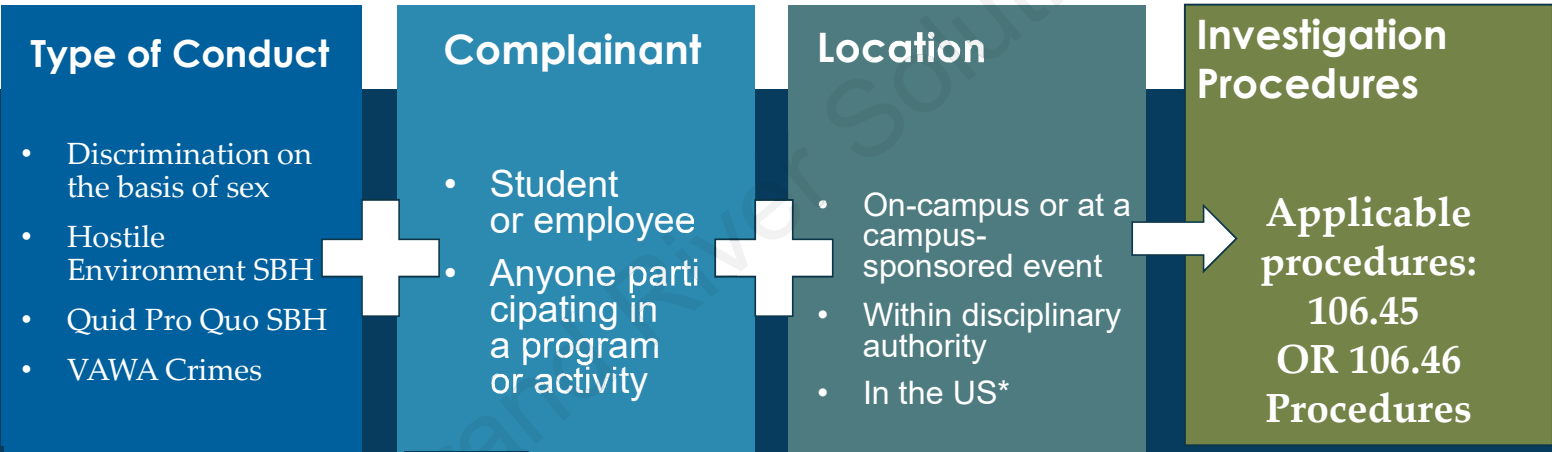 Type of Conduct
• Discrimination on
the basis of sex
• Hostile
Environment SBH
• Quid Pro Quo SBH
• VAWA Crimes
Complainant
• Student
or employee
• Anyone parti
cipating in
a program
or activity
Location
• On-campus or at a
campus-
sponsored event
• Within disciplinary
authority
• In the US*
Investigation
Procedures
Applicable
procedures:
106.45
OR 106.46
Procedures
River